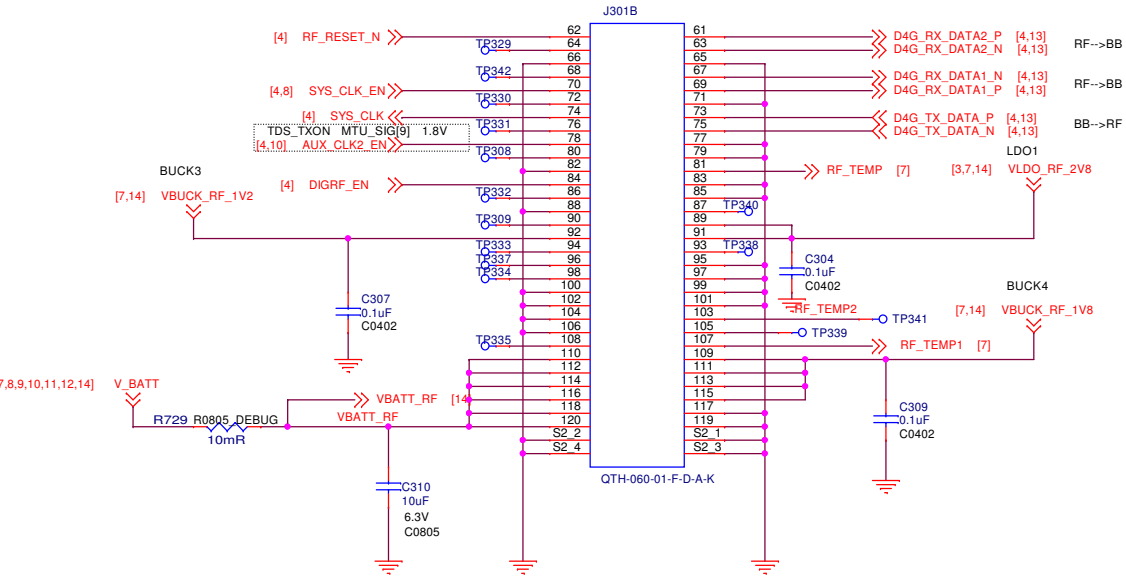 J301B
62 61
[4] RF_RESET_N D4G_RX_DATA2_P [4,13]
TP329 64 63 D4G_RX_DATA2_N [4,13] RF-->BB
66 65
TP342 68 67 D4G_RX_DATA1_N [4,13]
[4,8] SYS_CLK_EN 70 69 D4G_RX_DATA1_P [4,13] RF-->BB
TP330 72 71
[4] SYS_CLK 74 73 D4G_TX_DATA_P [4,13]
TP331 76 75 D4G_TX_DATA_N [4,13] BB-->RF
TDS_TXON MTU_SIG[9] 1.8V
[4,10] AUX_CLK2_EN 78 77
TP308 80 79 LDO1
BUCK3 82 81 RF_TEMP [7] [3,7,14] VLDO_RF_2V8
[4] DIGRF_EN 84 83
[7,14] VBUCK_RF_1V2 TP332 86 85
88 87 TP340
TP309 90 89
92 91
TP333 94 93 TP338
TP337 96 95 C304
TP334 98 97 0.1uF
100 99 C0402
C307 102 101 BUCK4
0.1uF 104 103 RF_TEMP2 TP341 [7,14] VBUCK_RF_1V8
C0402 106 105 TP339
TP335 108 107 RF_TEMP1 [7]
110 109
112 111
7,8,9,10,11,12,14] V_BATT 114 113
VBATT_RF [14] 116 115
VBATT_RF 118 117 C309
R729 R0805_DEBUG 120 119 0.1uF
10mR S2_2 S2_1 C0402
S2_4 S2_3
QTH-060-01-F-D-A-K
C310
10uF
6.3V
C0805